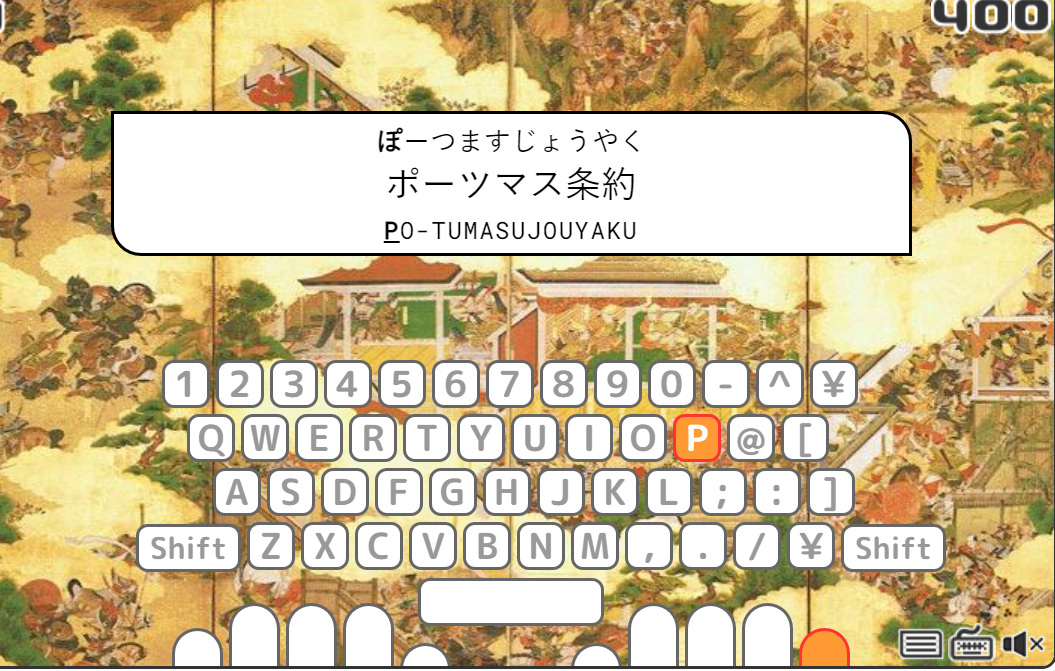 400
ぽーつますじょうやく
ポーツマス条約
PO-TUMASUJOUYAKU
1 2 3 4 5 6 7 8 9 0 - ^ ¥
Q W E R T Y U I O P @ [
A S D F G H J K L ; : ]
Shift Z X C V B N M , . / ¥ Shift